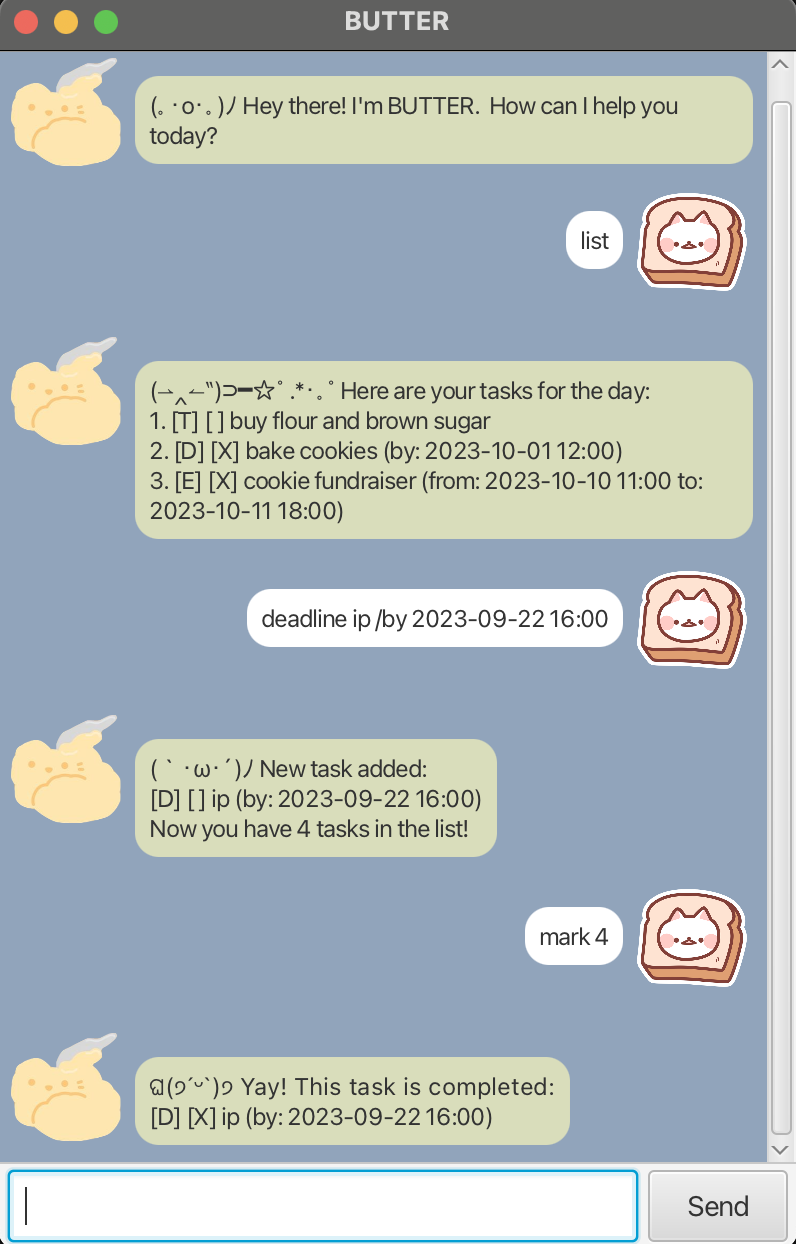 BUTTER
(｡･o･｡)ﾉ Hey there! I'm BUTTER.  How can I help you
today?
list
(⇀‸↼‶)⊃━☆ﾟ.*･｡ﾟ Here are your tasks for the day:
1. [T] [ ] buy flour and brown sugar
2. [D] [X] bake cookies (by: 2023-10-01 12:00)
3. [E] [X] cookie fundraiser (from: 2023-10-10 11:00 to:
2023-10-11 18:00)
deadline ip /by 2023-09-22 16:00
( ｀･ω･´)ﾉ New task added:
[D] [ ] ip (by: 2023-09-22 16:00)
Now you have 4 tasks in the list!
mark 4
ଘ(੭ˊᵕˋ)੭ Yay! This task is completed:
[D] [X] ip (by: 2023-09-22 16:00)
Send